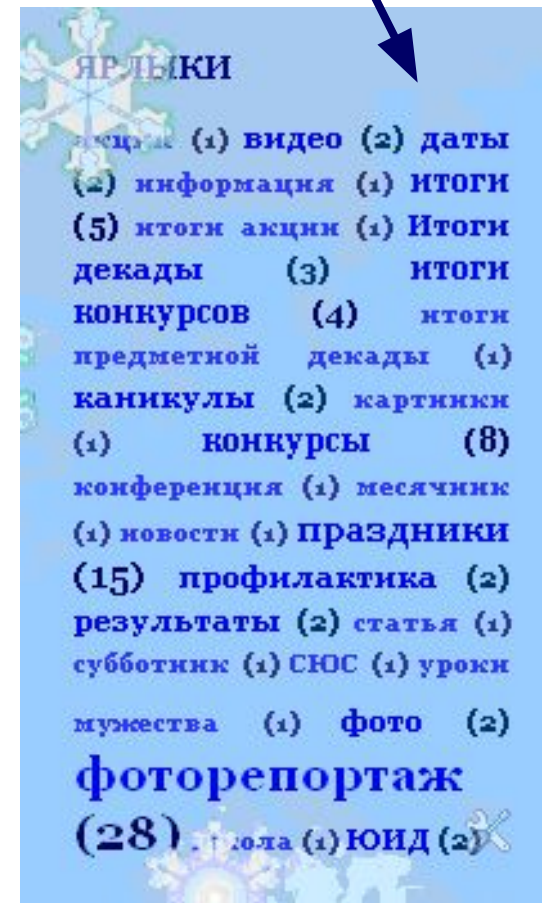 ЯРЛЫКИ
акции (1) видео (2) даты
(2) информация (1) итоги
(5) итоги акции (1) Итоги
декады (3) итоги
конкурсов (4) итоги
предметной декады (1)
каникулы (2) картинки
(1) конкурсы (8)
конференция (1) месячник
(1) новости (1) праздники
(15) профилактика (2)
результаты (2) статья (1)
субботник (1) СЮС (1) уроки
мужества (1) фото (2)
фоторепортаж
(28) школа (1) ЮИД (2)